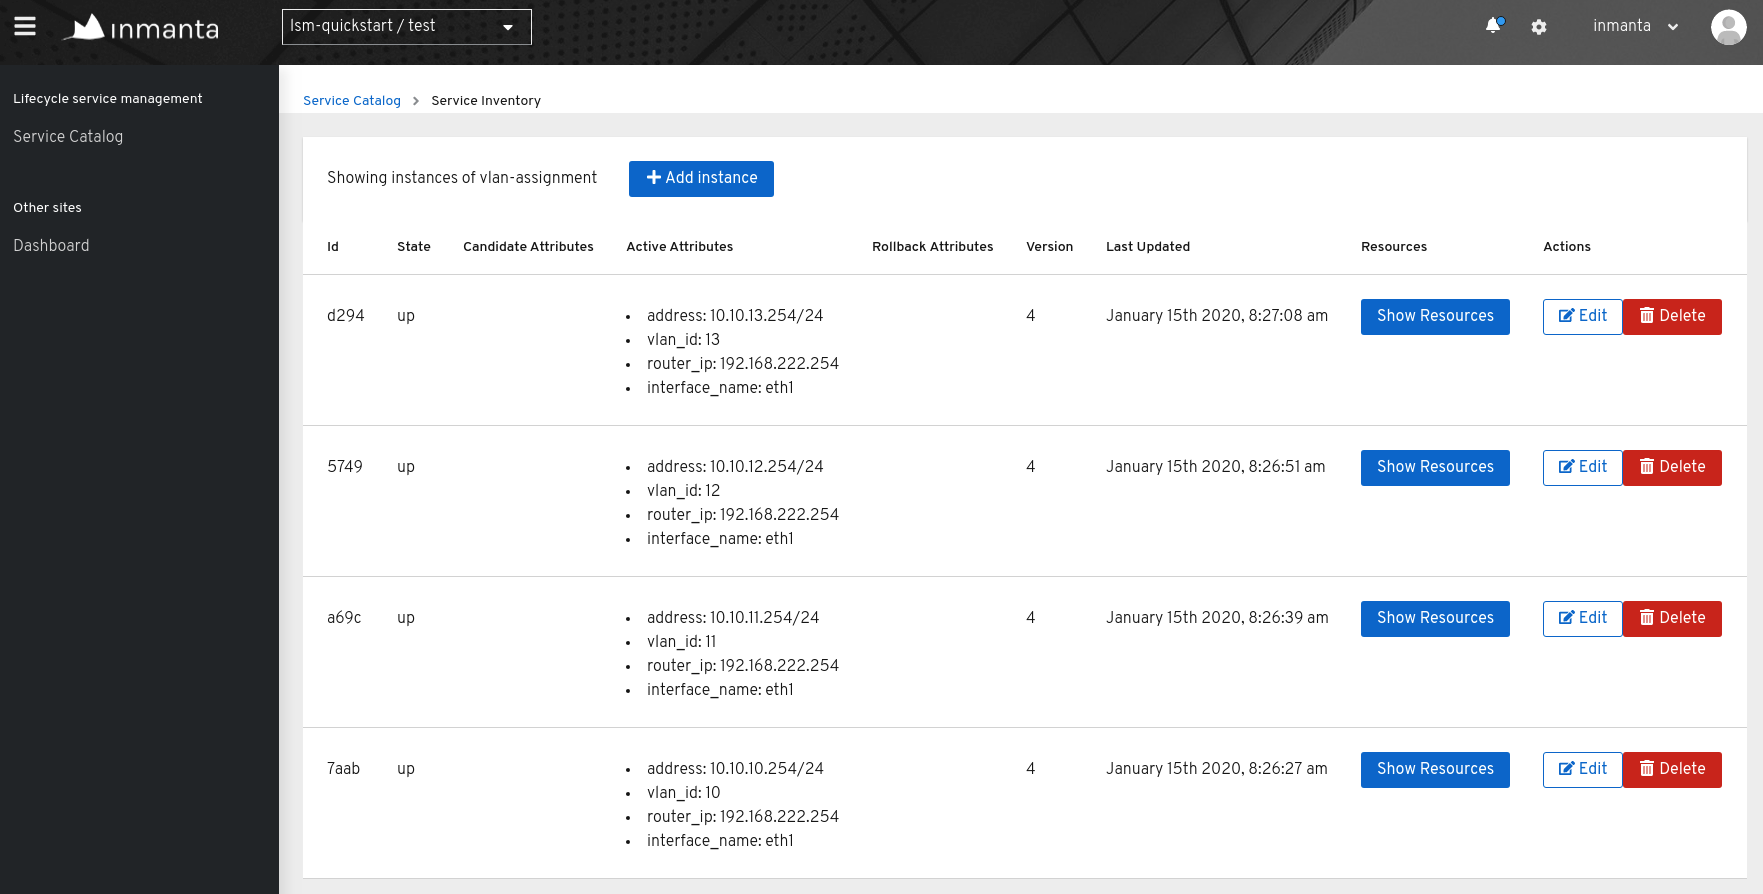 inmanta
lsm-quickstart / test
inmanta
Lifecycle service management
Service Catalog
Other sites
Dashboard
Service Catalog > Service Inventory
Showing instances of vlan-assignment
Add instance
Id State Candidate Attributes Active Attributes Rollback Attributes Version Last Updated Resources Actions
d294 up • address: 10.10.13.254/24 4 January 15th 2020, 8:27:08 am Show Resources Edit Delete
• vlan_id: 13
• router_ip: 192.168.222.254
• interface_name: eth1
5749 up • address: 10.10.12.254/24 4 January 15th 2020, 8:26:51 am Show Resources Edit Delete
• vlan_id: 12
• router_ip: 192.168.222.254
• interface_name: eth1
a69c up • address: 10.10.11.254/24 4 January 15th 2020, 8:26:39 am Show Resources Edit Delete
• vlan_id: 11
• router_ip: 192.168.222.254
• interface_name: eth1
7aab up • address: 10.10.10.254/24 4 January 15th 2020, 8:26:27 am Show Resources Edit Delete
• vlan_id: 10
• router_ip: 192.168.222.254
• interface_name: eth1